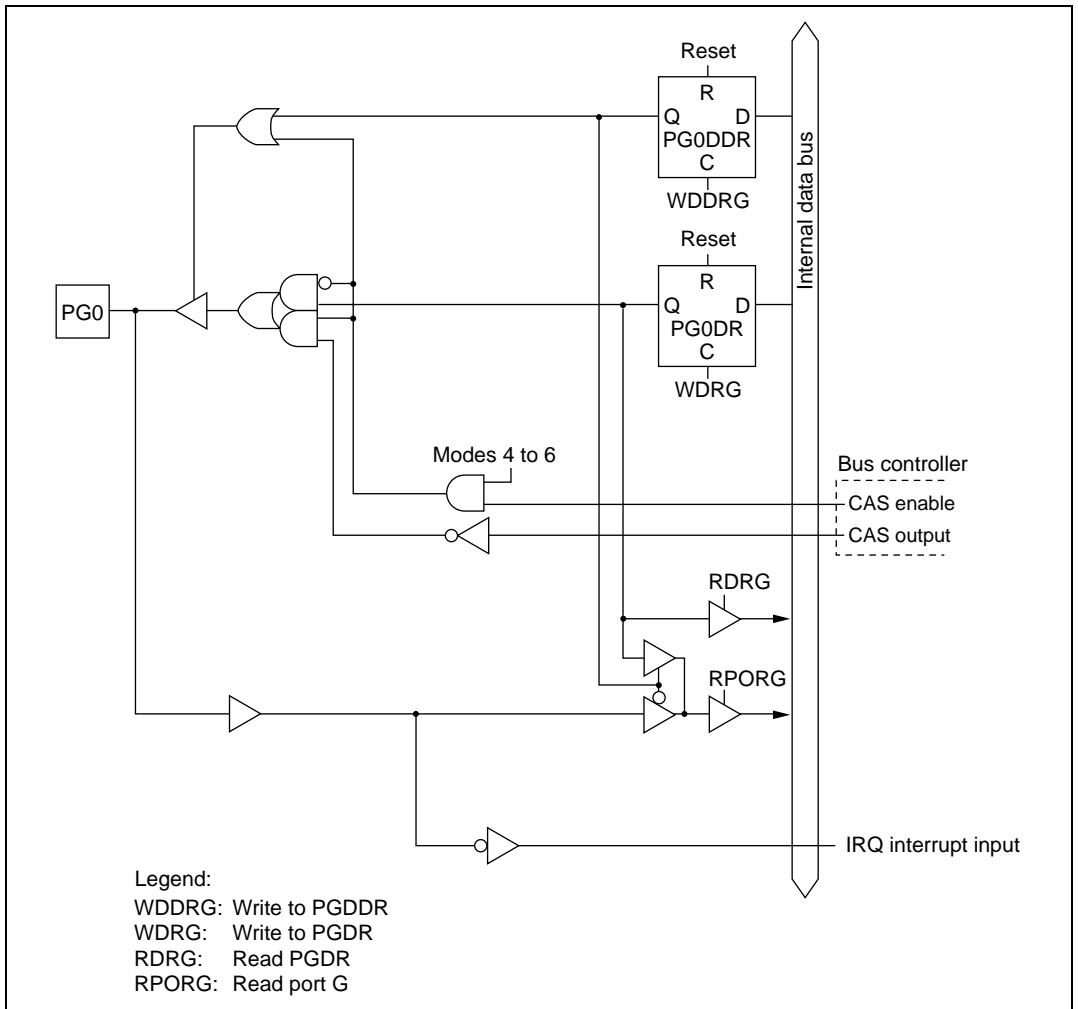 Reset
R
Q D
PG0DDR
C
WDDRG
Internal data bus
Reset
R
Q D
PG0DR
C
WDRG
PG0
Modes 4 to 6
Bus controller
CAS enable
CAS output
RDRG
RPORG
IRQ interrupt input
Legend:
WDDRG: Write to PGDDR
WDRG: Write to PGDR
RDRG: Read PGDR
RPORG: Read port G